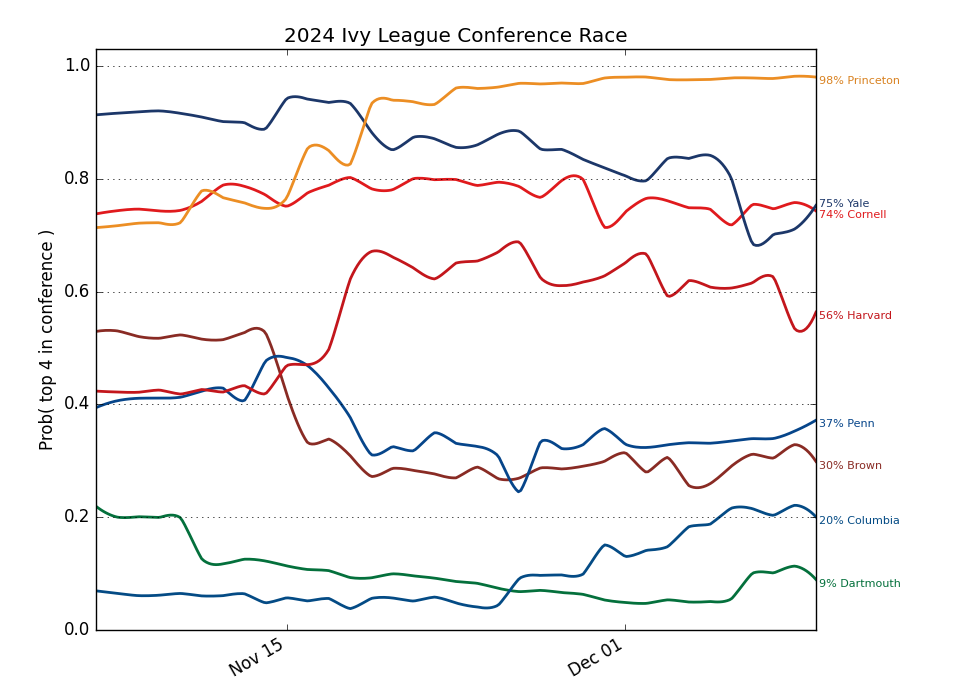 2024 Ivy League Conference Race
Prob( top 4 in conference )
1.0
0.8
0.6
0.4
0.2
0.0
Nov 15
Dec 01
98% Princeton
75% Yale
74% Cornell
56% Harvard
37% Penn
30% Brown
20% Columbia
9% Dartmouth